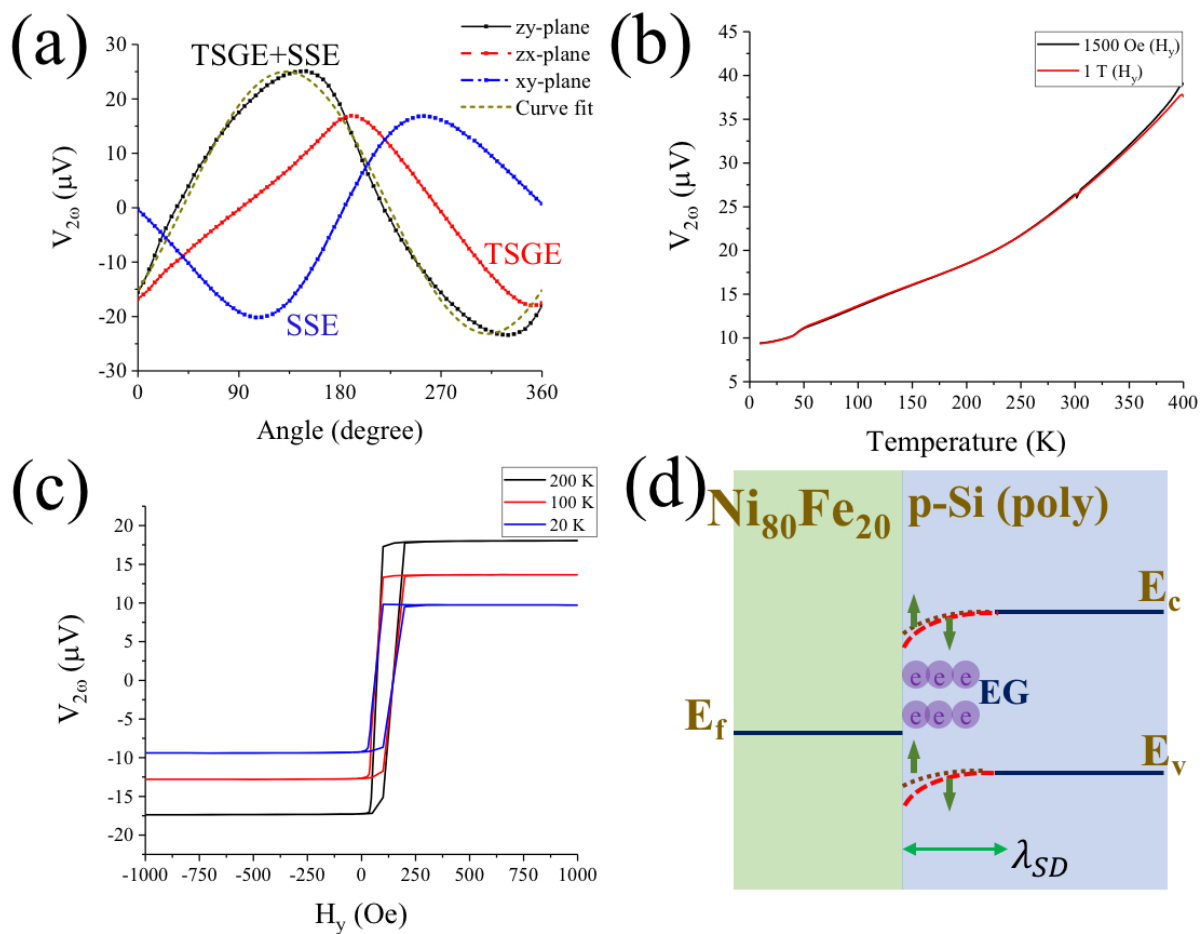 (a)
30
25
20
15
10
5
0
-5
-10
-20
-30
V2ω (µV)
0
90
180
270
360
Angle (degree)
TSGE+SSE
TSGE
SSE
zy-plane
zx-plane
xy-plane
Curve fit
(b)
45
40
35
30
25
20
15
10
5
V2ω (µV)
0
50
100
150
200
250
300
350
400
Temperature (K)
1500 Oe (Hy)
1 T (Hy)
(c)
20
15
10
5
0
-5
-10
-15
-20
V2ω (µV)
-1000
-750
-500
-250
0
250
500
750
1000
Hy (Oe)
200 K
100 K
20 K
(d)
Ni80Fe20
p-Si (poly)
Ec
e e e
EG
e e e
Ef
Ev
λSD